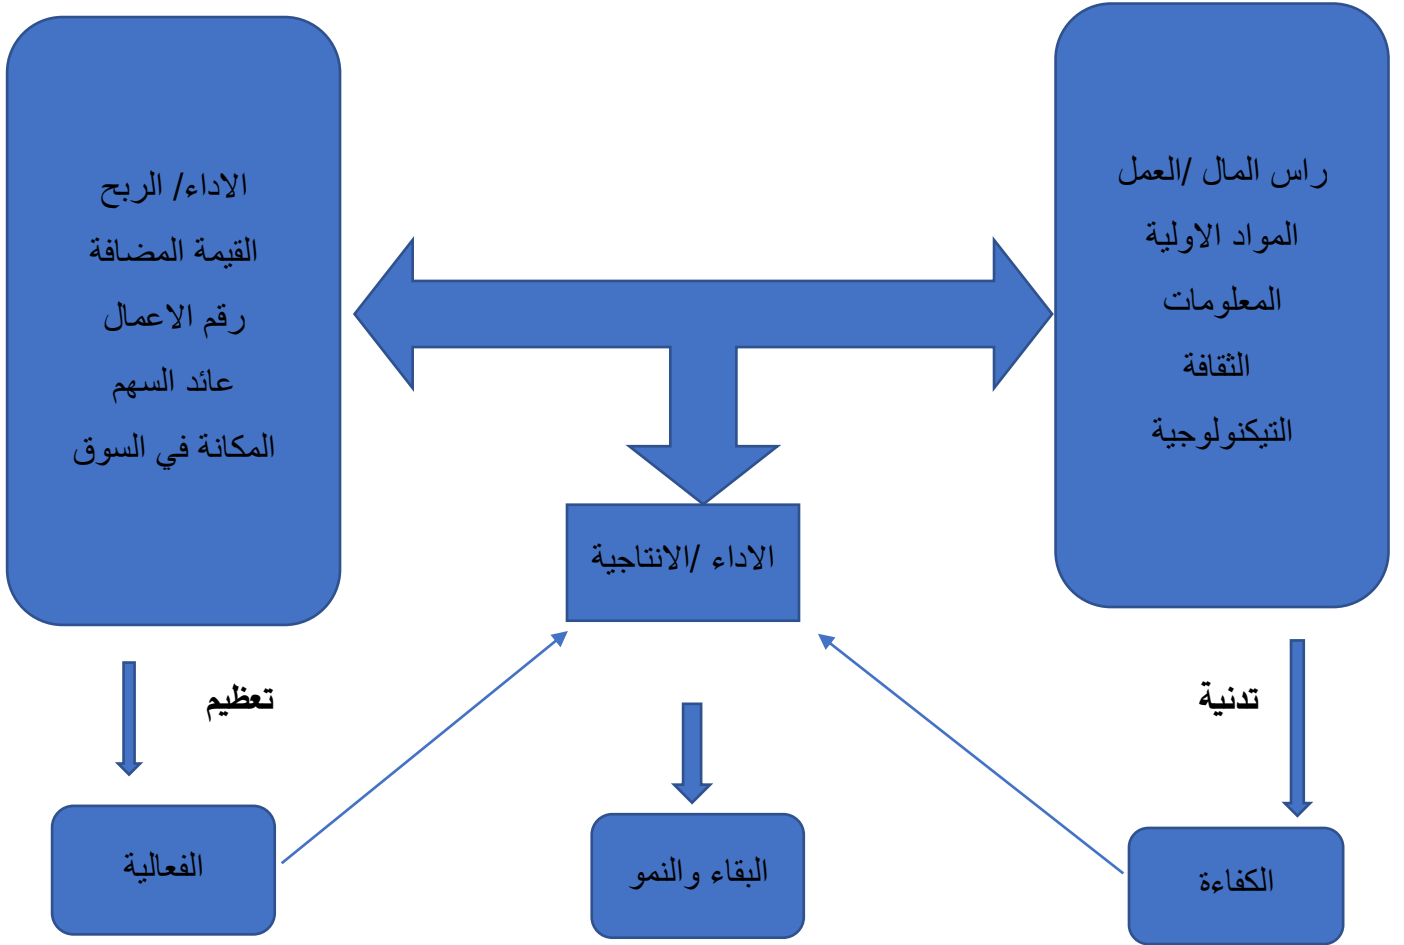 راس المال /العمل
المواد الاولية
المعلومات
الثقافة
التيكنولوجية
الاداء/ الربح
القيمة المضافة
رقم الاعمال
عائد السهم
المكانة في السوق
الاداء /الانتاجية
تدنية
تعظيم
الكفاءة
البقاء والنمو
الفعالية